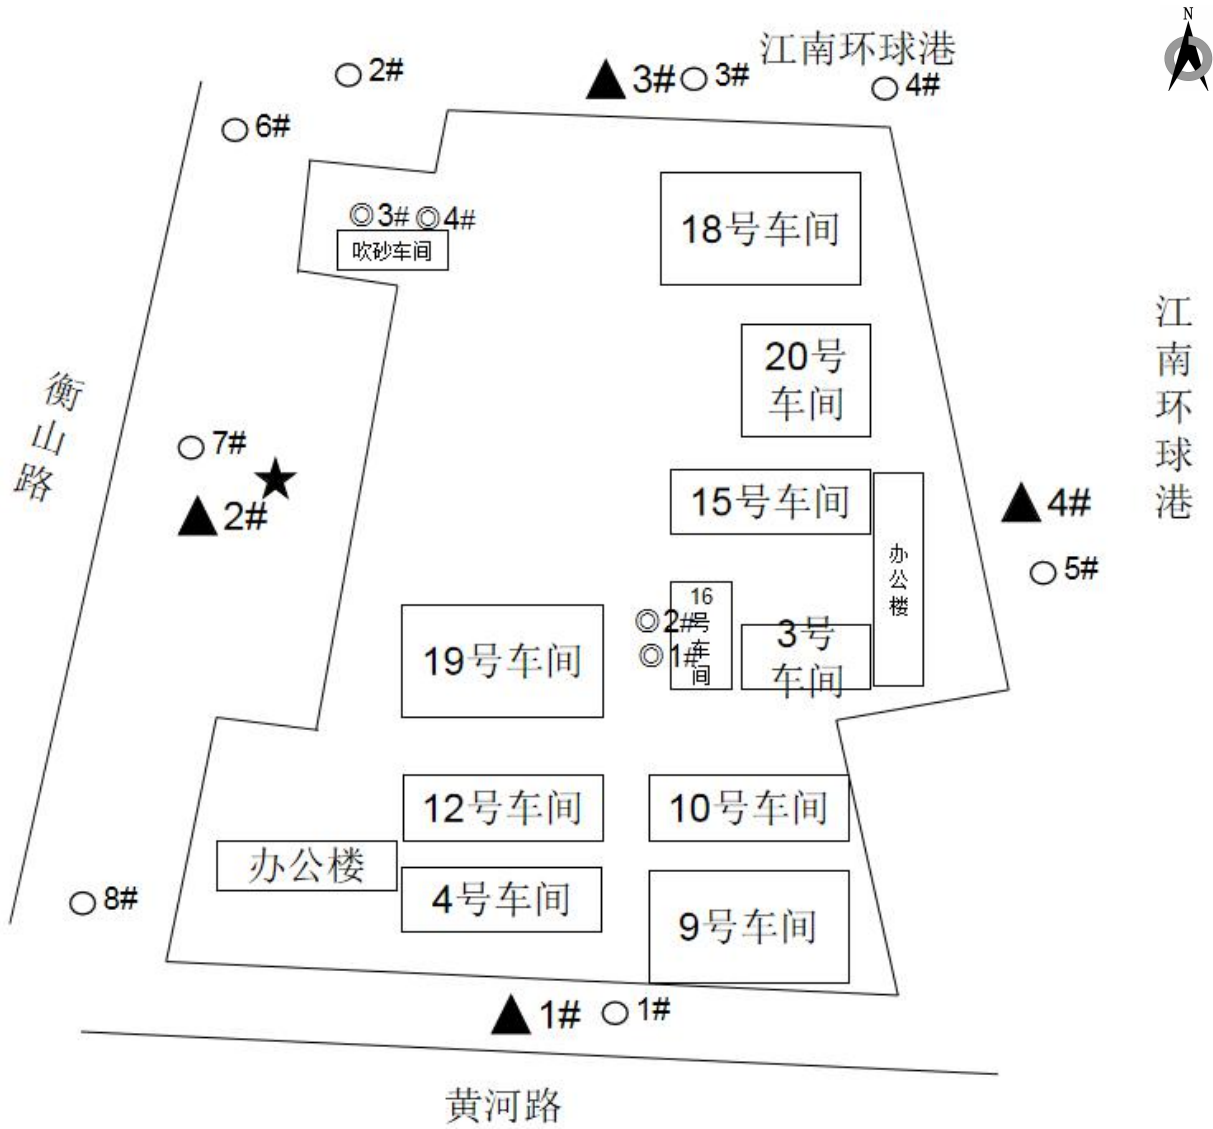 N
江南环球港
○2#
▲3# ○3#
○4#
○6#
◎3# ◎4#
吹砂车间
18号车间
江南环球港
20号
车间
衡山路
○7#
★
▲2#
15号车间
▲4#
办公楼
○5#
16号车间
◎2#
◎1#
3号
车间
19号车间
12号车间
10号车间
办公楼
4号车间
9号车间
○8#
▲1# ○1#
黄河路